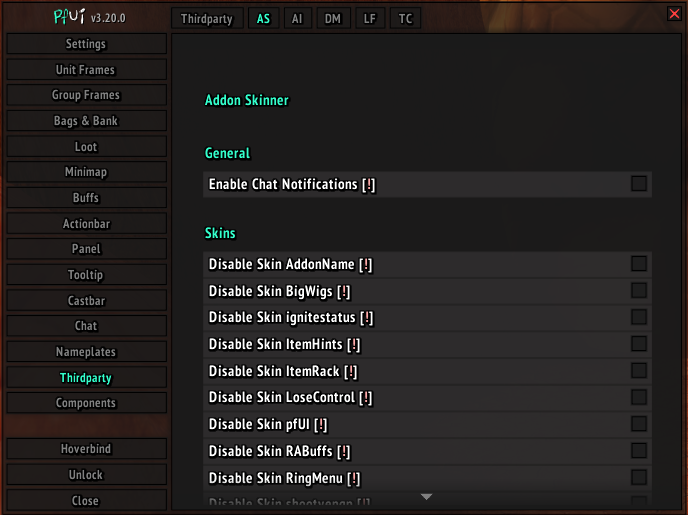 pfUI v3.20.0
Thirdparty AS AI DM LF TC
Settings
Unit Frames
Group Frames
Bags & Bank
Loot
Minimap
Buffs
Actionbar
Panel
Tooltip
Castbar
Chat
Nameplates
Thirdparty
Components
Hoverbind
Unlock
Close
Addon Skinner
General
Enable Chat Notifications [!]
Skins
Disable Skin AddonName [!]
Disable Skin BigWigs [!]
Disable Skin ignitestatus [!]
Disable Skin ItemHints [!]
Disable Skin ItemRack [!]
Disable Skin LoseControl [!]
Disable Skin pfUI [!]
Disable Skin RABuffs [!]
Disable Skin RingMenu [!]
Disable Skin